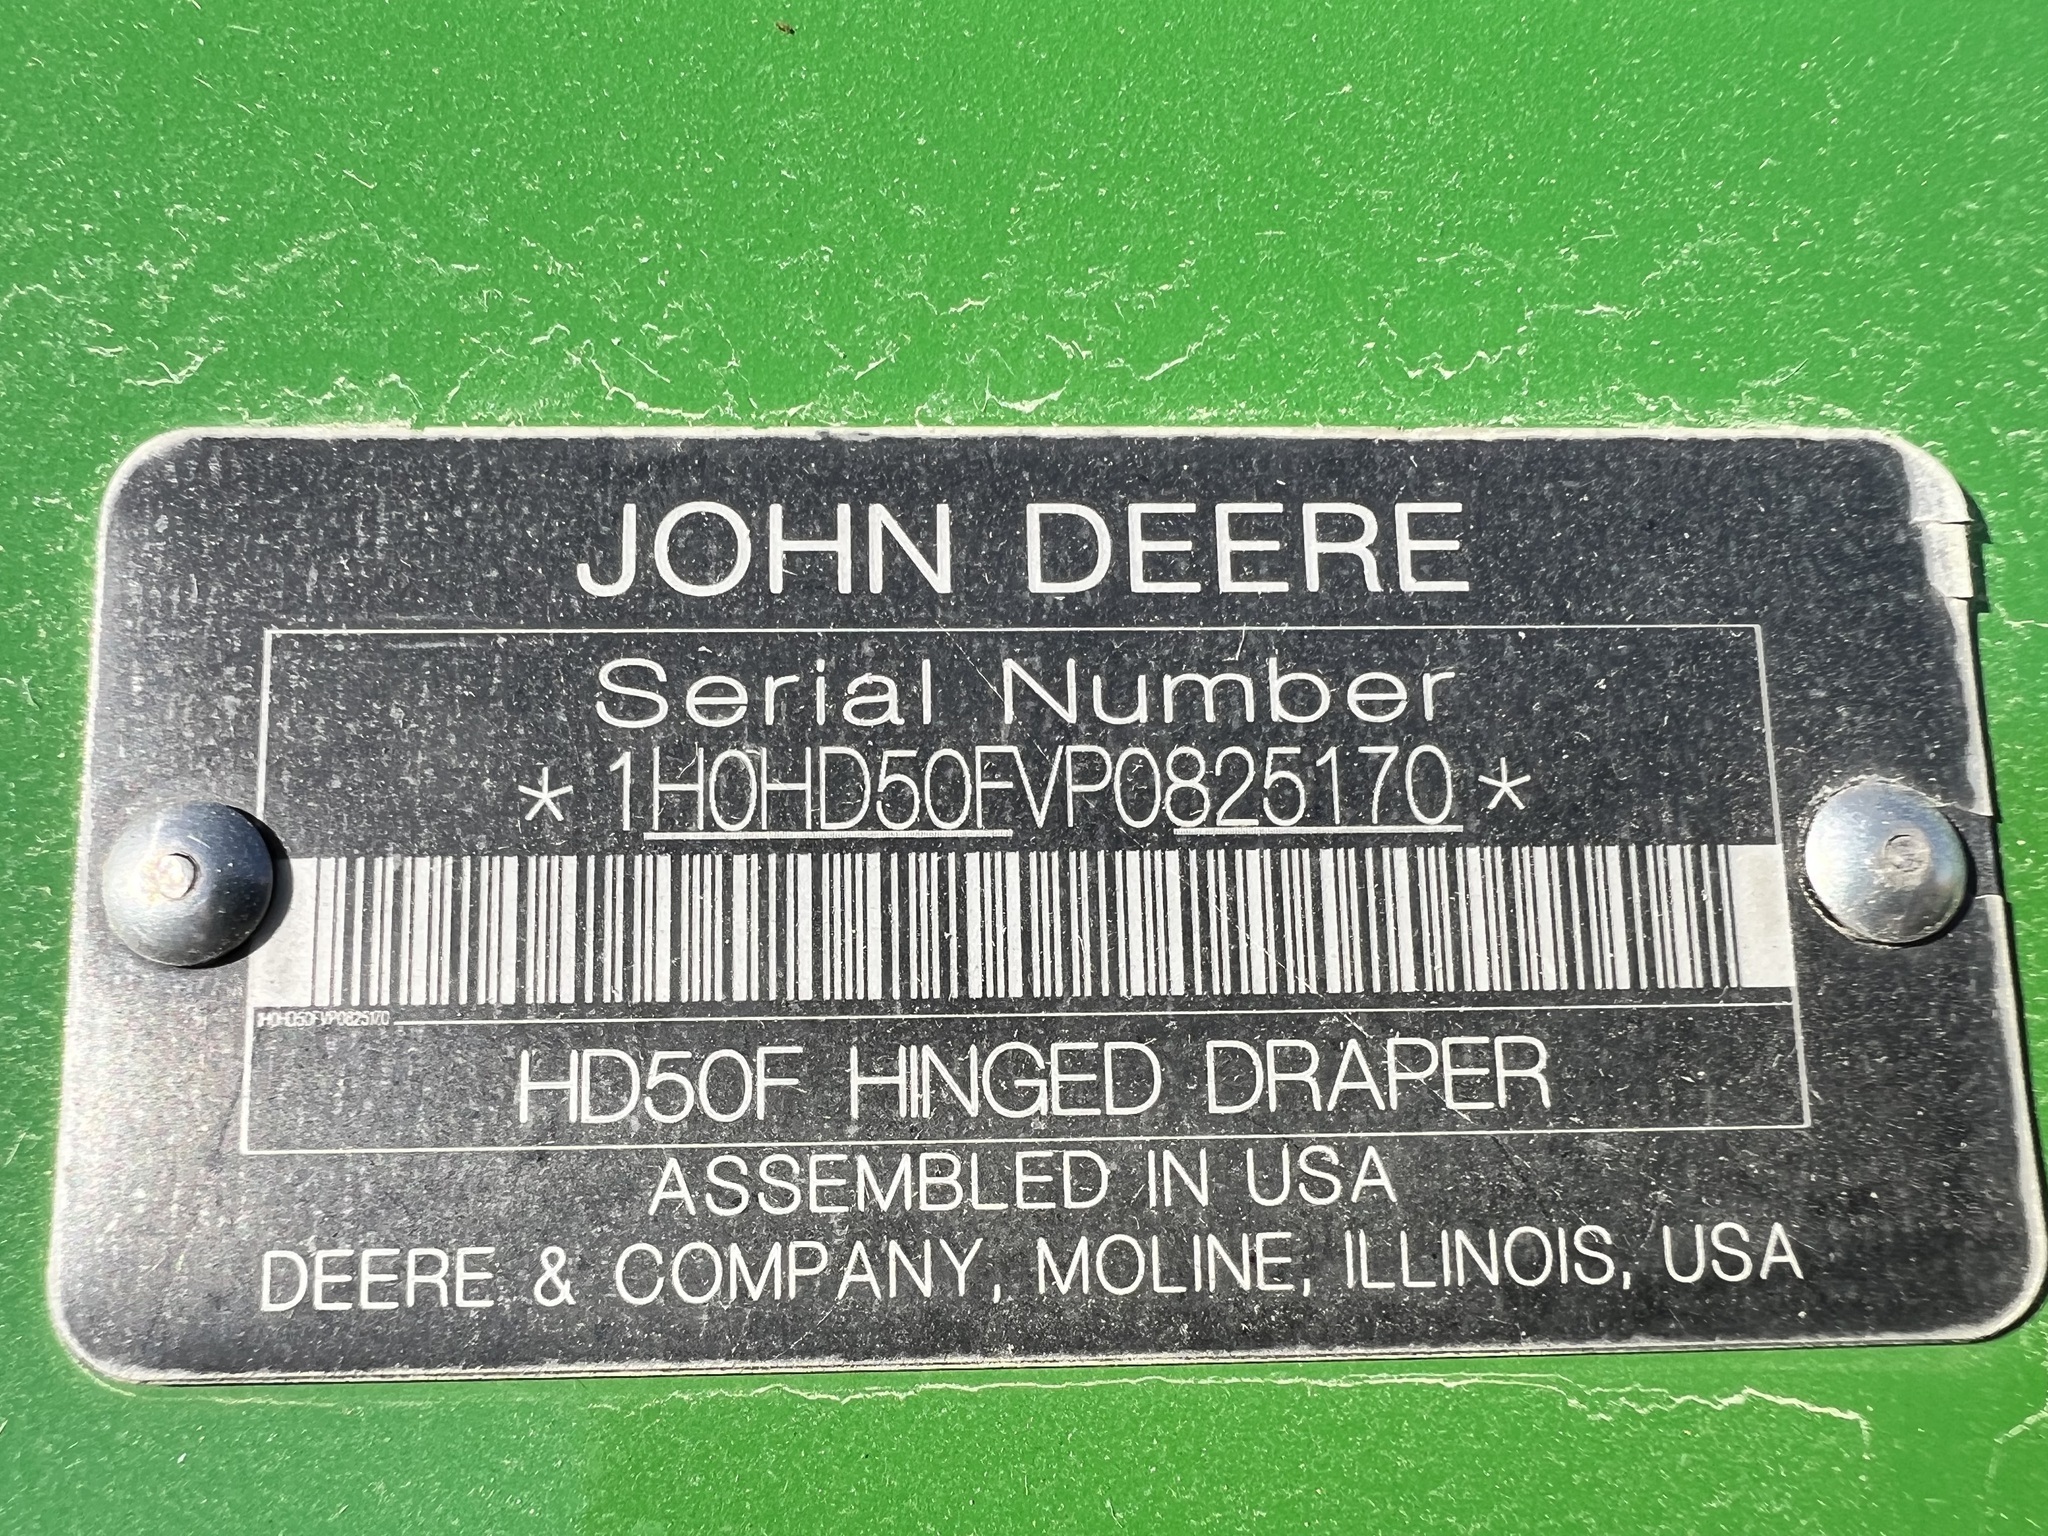 JOHN DEERE
Serial Number
*1H0HD50FVP0825170*
1H0HD50FVP0825170
HD50F HINGED DRAPER
ASSEMBLED IN USA
DEERE & COMPANY, MOLINE, ILLINOIS, USA